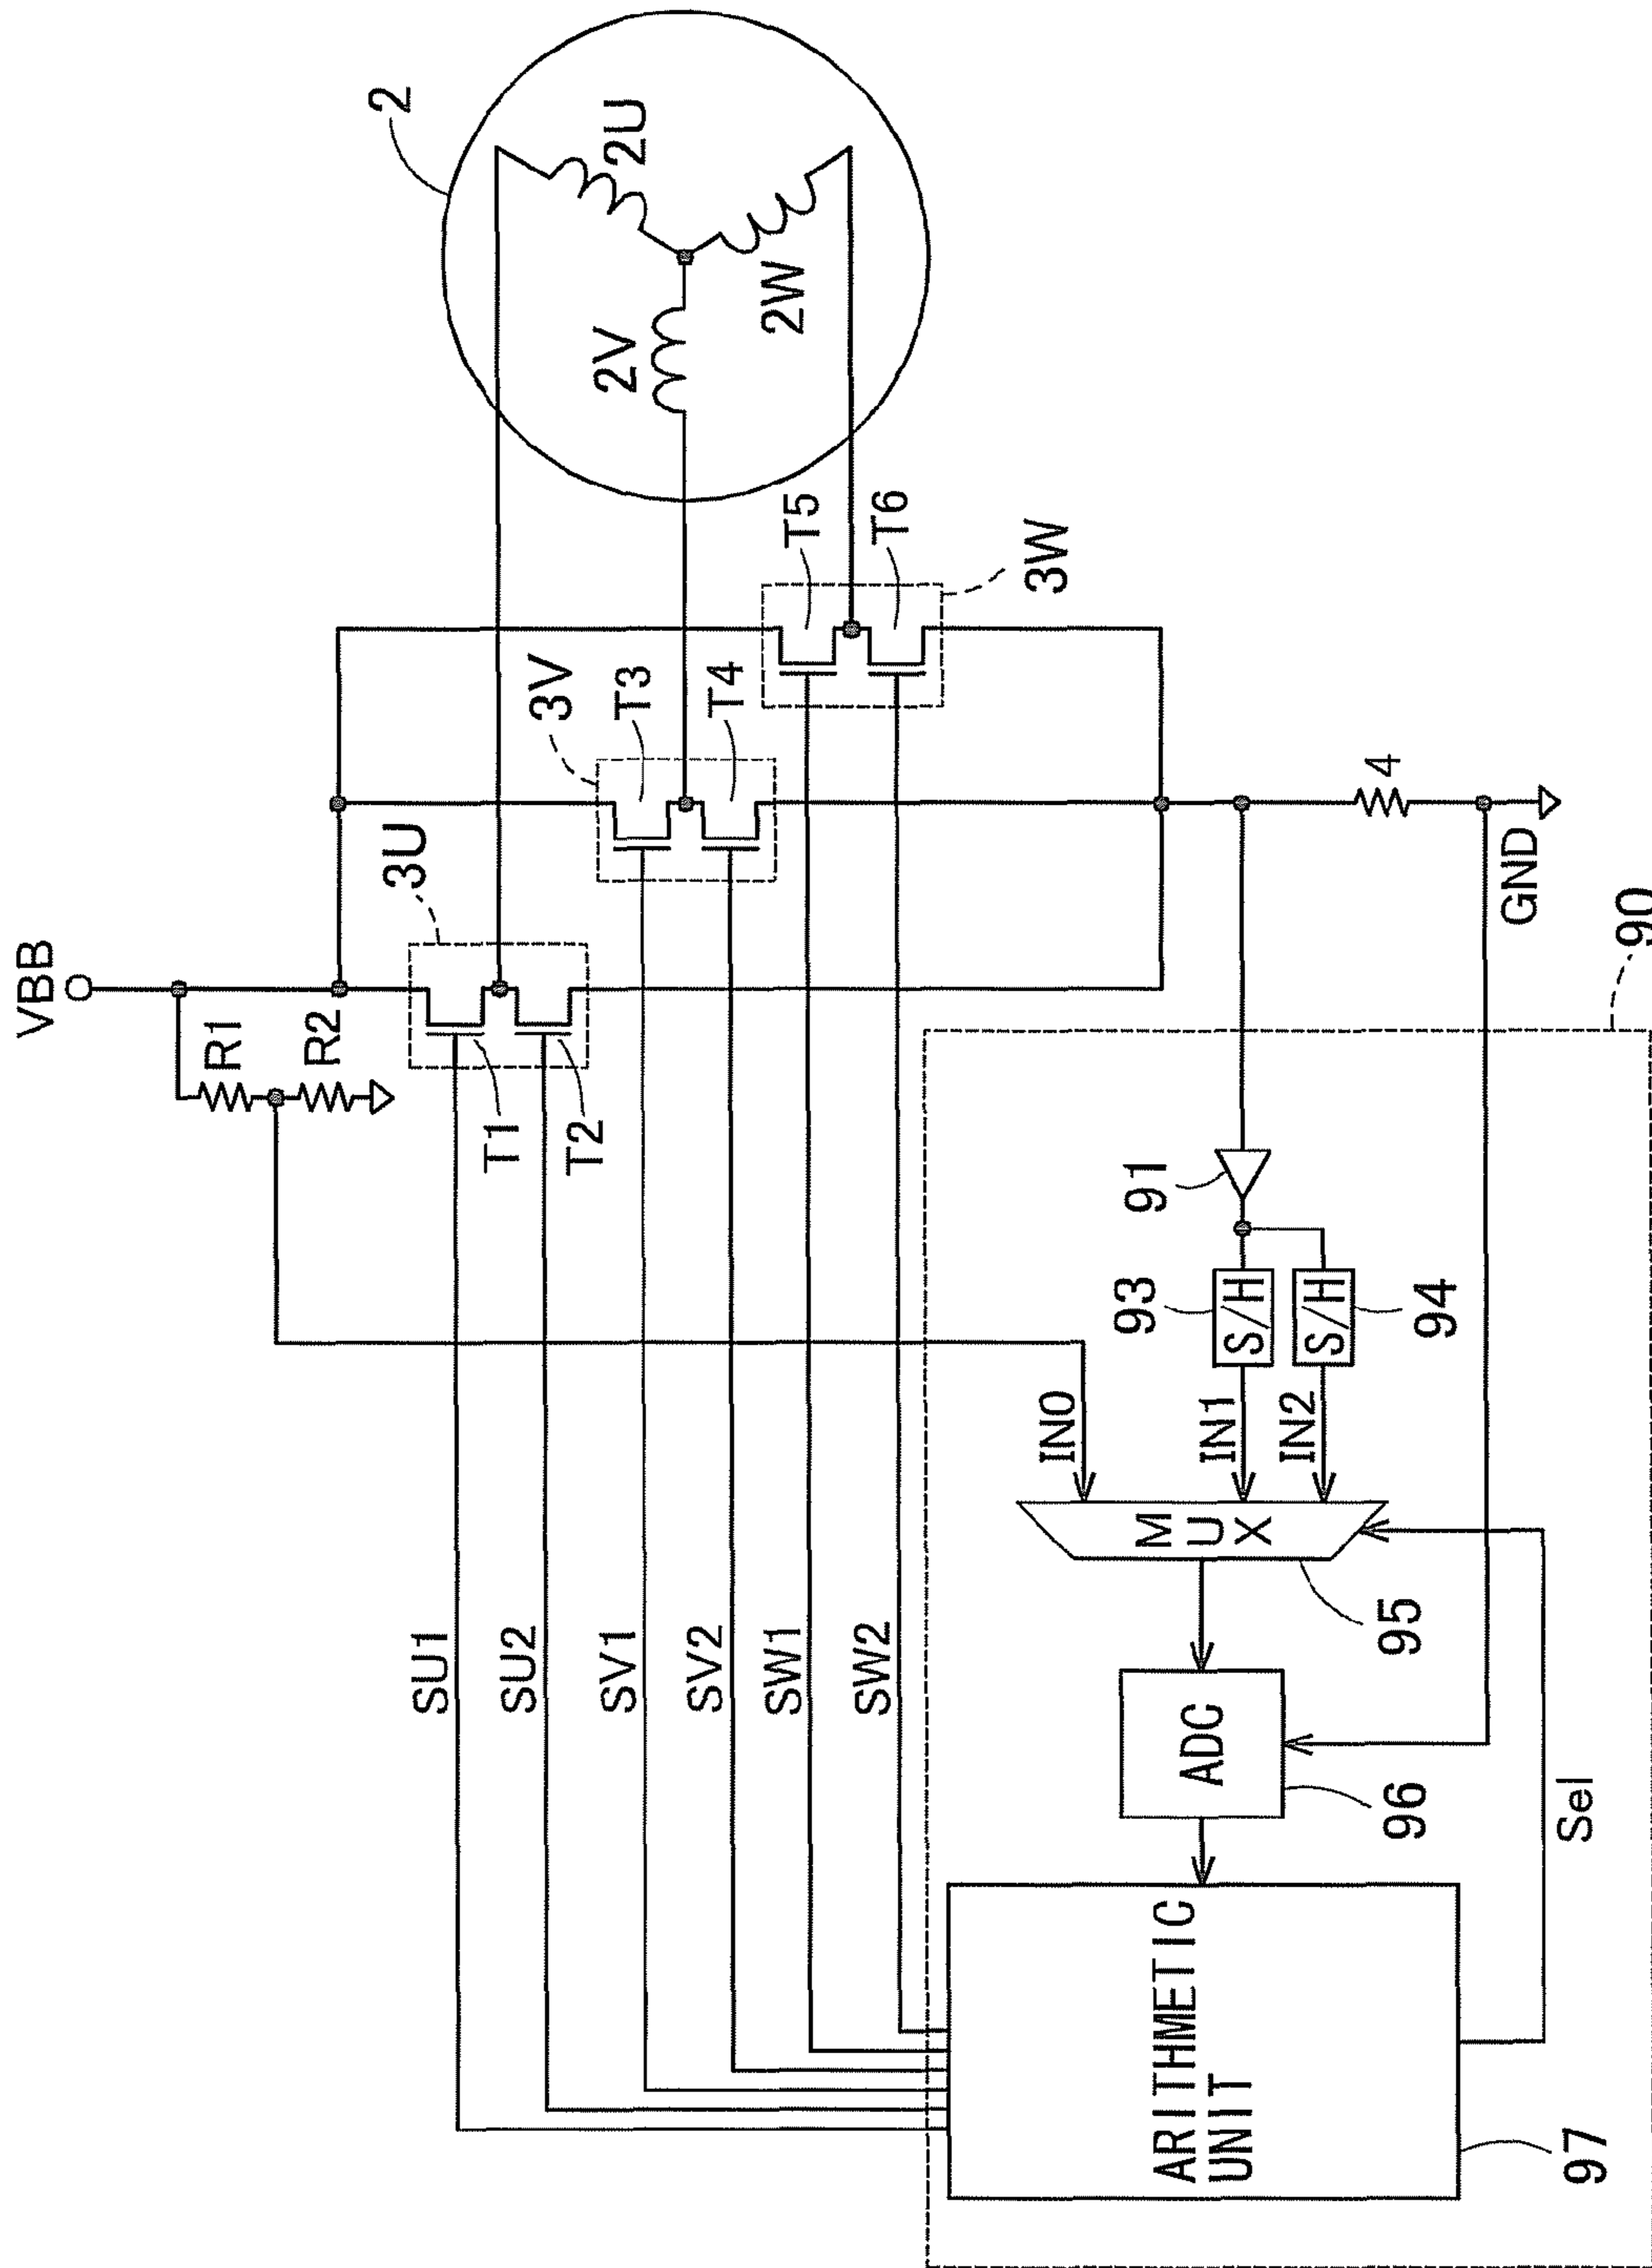 VBB
R1
R2
3U
T1
T2
3V
T3
T4
3W
T5
T6
2
2U
2V
2W
4
GND
90
91
93
S/H
94
S/H
IN0
IN1
IN2
MUX
95
ADC
96
SU1
SU2
SV1
SV2
SW1
SW2
Sel
ARITHMETIC
UNIT
97